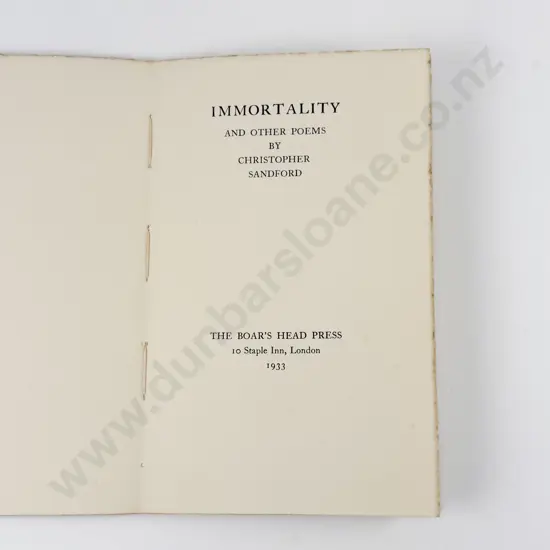 IMMORTALITY
AND OTHER POEMS
BY
CHRISTOPHER
SANDFORD
THE BOAR'S HEAD PRESS
10 Staple Inn, London
1933
www.dunbarsloane.co.nz